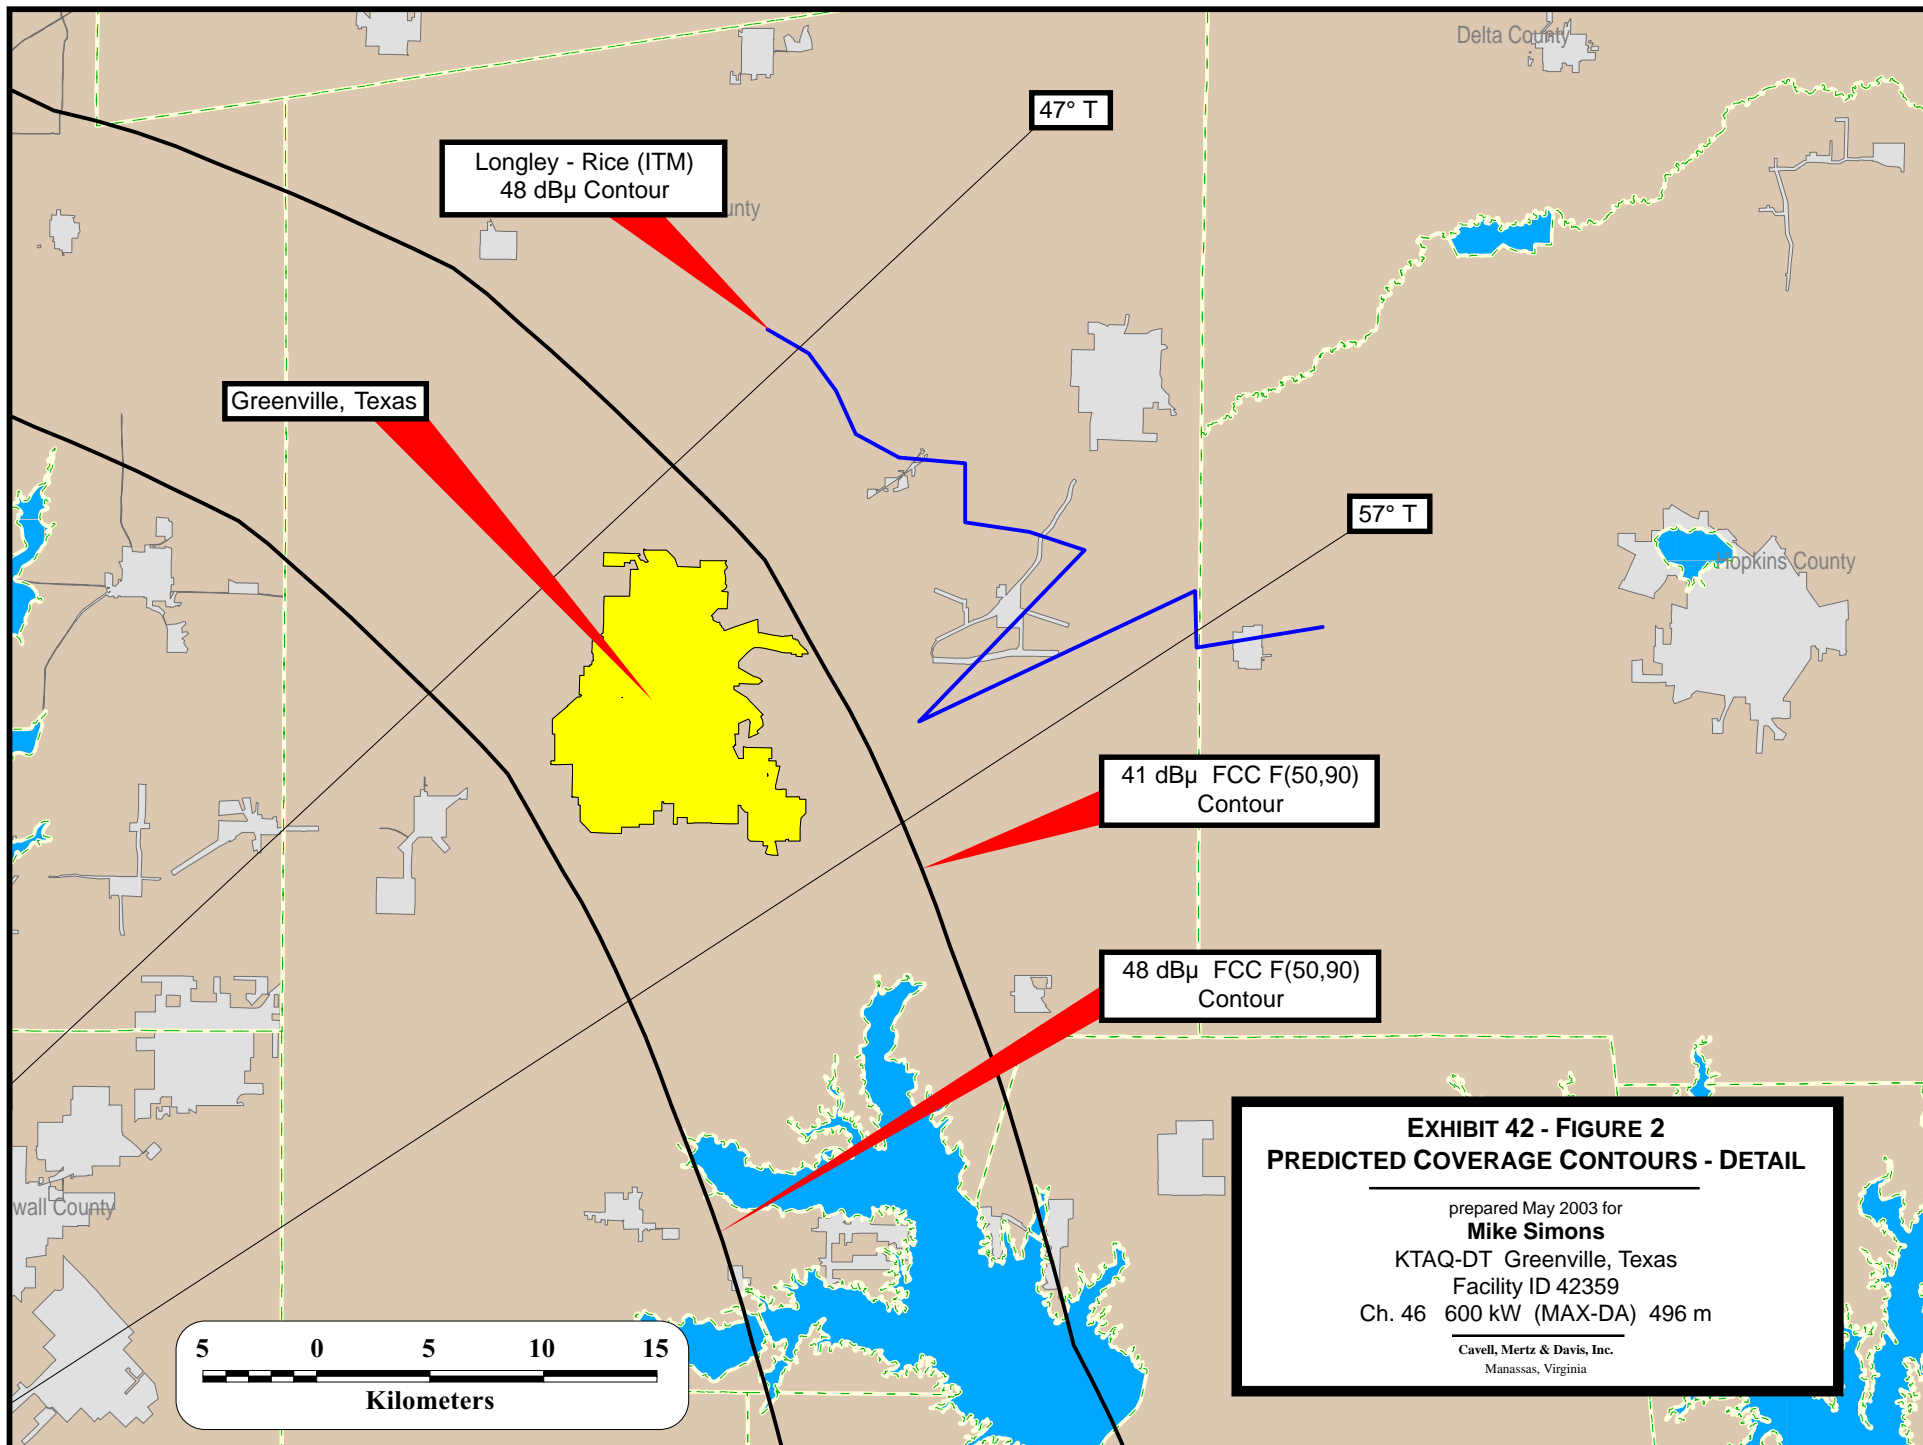 Delta County
47° T
Longley - Rice (ITM)
48 dBµ Contour
unty
Greenville, Texas
57° T
Hopkins County
41 dBµ FCC F(50,90)
Contour
48 dBµ FCC F(50,90)
Contour
wall County
EXHIBIT 42 - FIGURE 2
PREDICTED COVERAGE CONTOURS - DETAIL
prepared May 2003 for
Mike Simons
KTAQ-DT Greenville, Texas
Facility ID 42359
Ch. 46 600 kW (MAX-DA) 496 m
Cavell, Mertz & Davis, Inc.
Manassas, Virginia
5 0 5 10 15
Kilometers